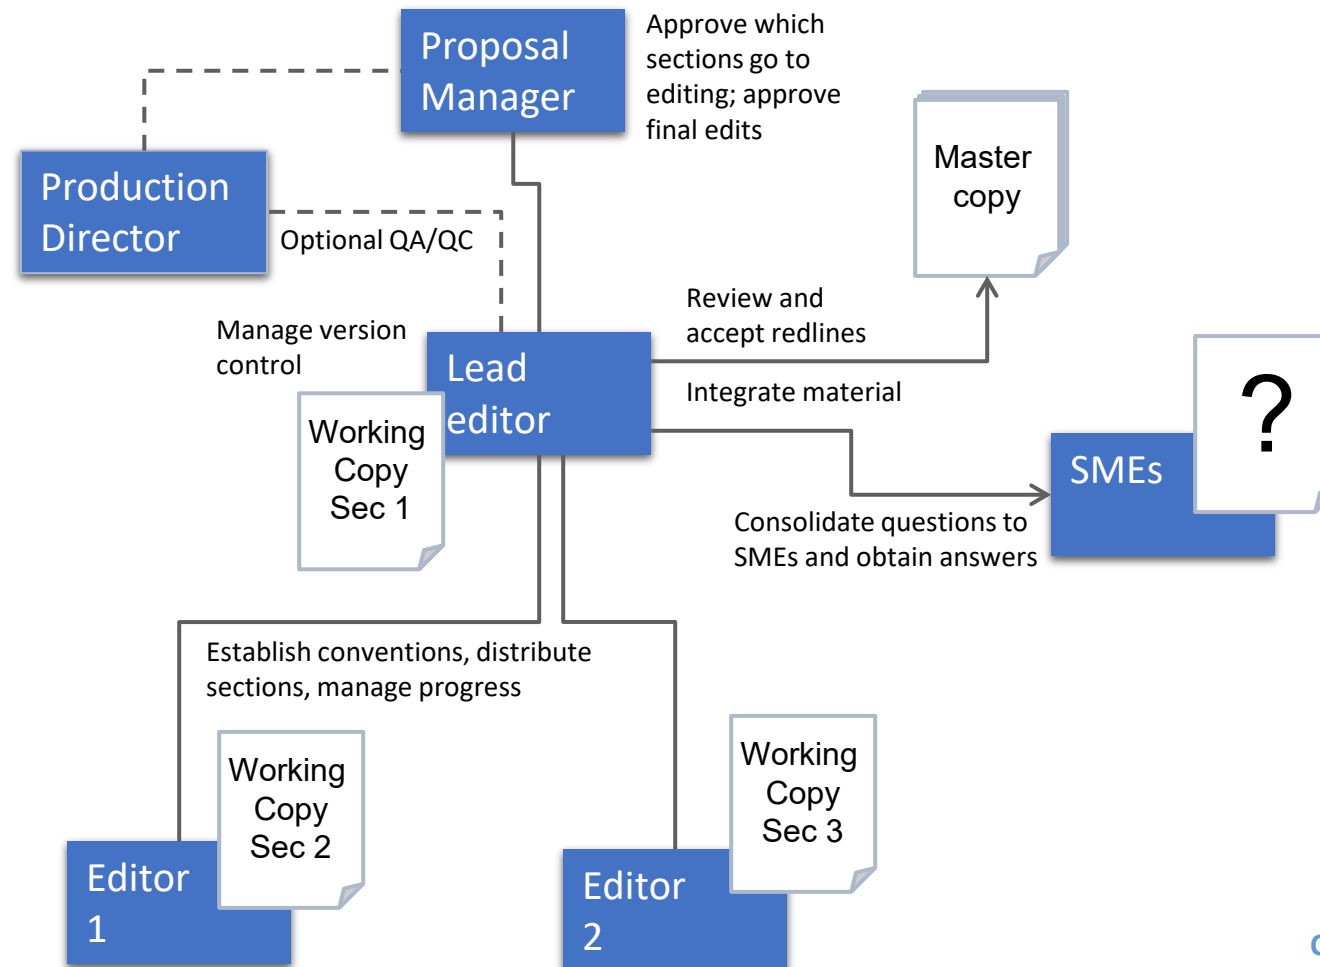 Proposal
Manager
Approve which
sections go to
editing; approve
final edits
Master
copy
Production
Director
Optional QA/QC
Manage version
control
Review and
accept redlines
Lead
editor
Integrate material
Working
Copy
Sec 1
?
SMEs
Consolidate questions to
SMEs and obtain answers
Establish conventions, distribute
sections, manage progress
Working
Copy
Sec 2
Working
Copy
Sec 3
Editor
1
Editor
2